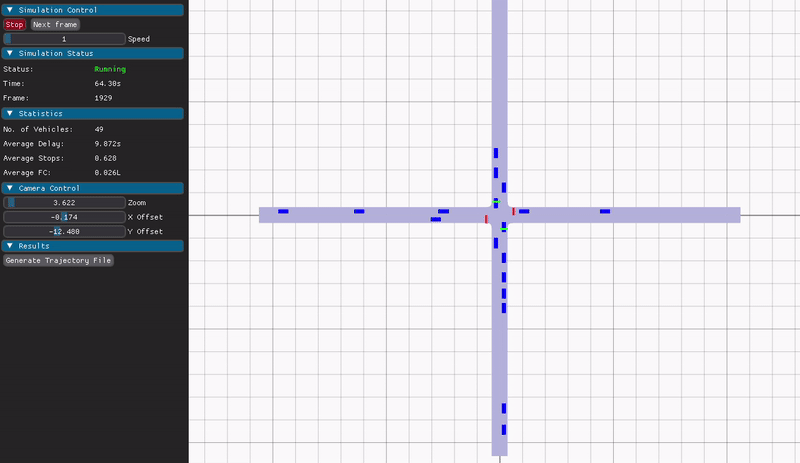 Simulation Control
Stop Next frame
1 Speed
Simulation Status
Status: Running
Time: 64.30s
Frame: 1929
Statistics
No. of Vehicles: 49
Average Delay: 9.872s
Average Stops: 0.628
Average FC: 0.026L
Camera Control
3.622 Zoom
-0.174 X Offset
-12.480 Y Offset
Results
Generate Trajectory File